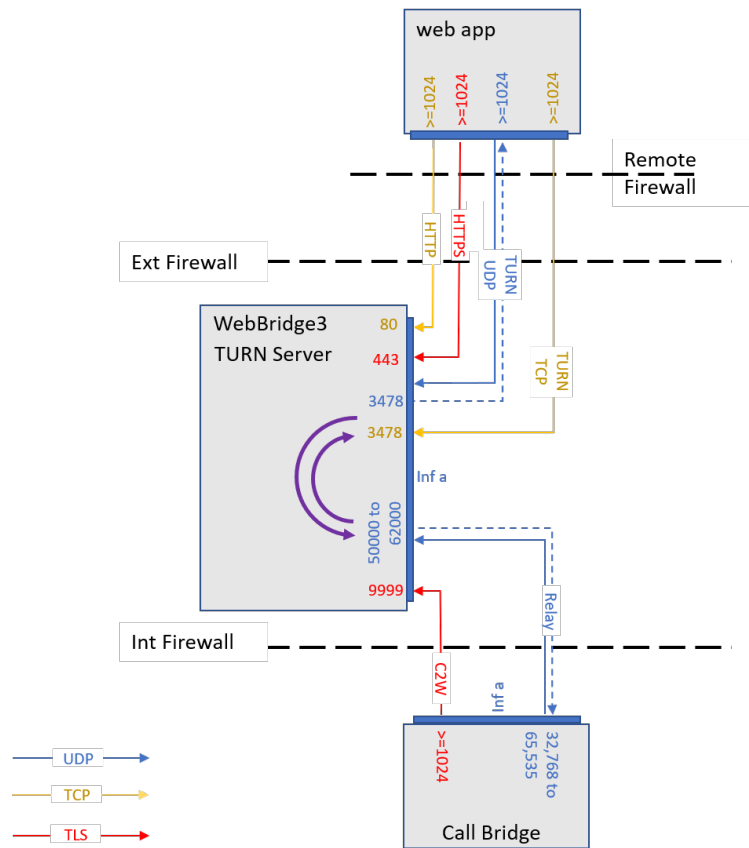 web app
>=1024
>=1024
>=1024
>=1024
Remote
Firewall
HTTP
HTTPS
TURN
UDP
Ext Firewall
WebBridge3
TURN Server
80
443
3478
3478
TURN
TCP
Inf a
50000 to
62000
9999
Relay
Int Firewall
C2W
Inf a
>=1024
32,768 to
65,535
UDP
TCP
TLS
Call Bridge